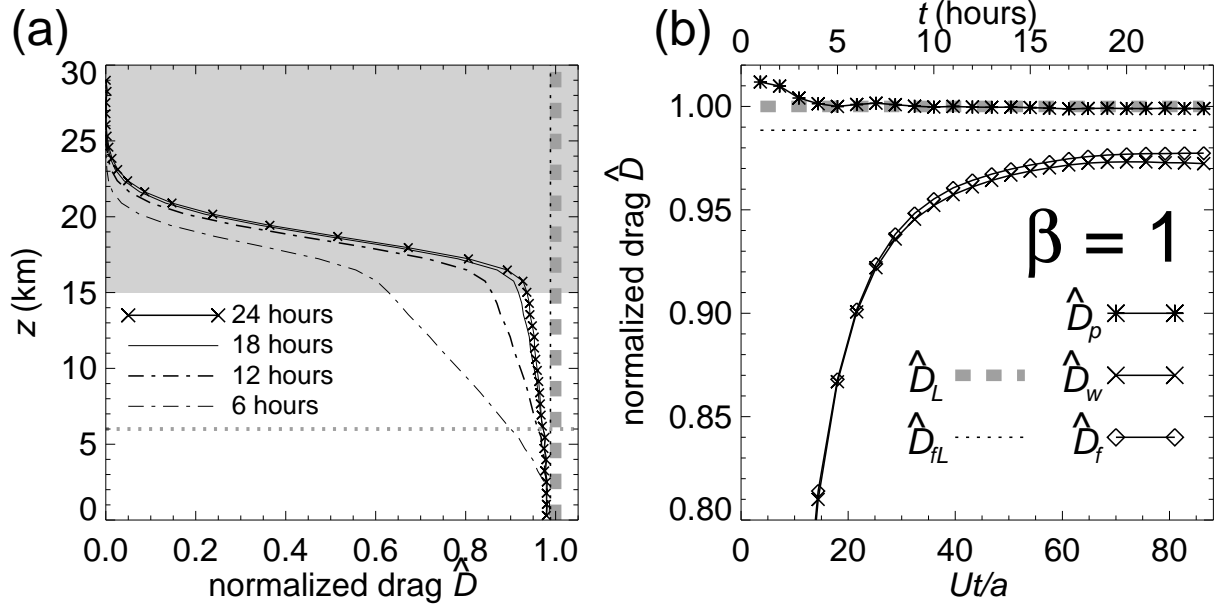 (a)
30
25
20
15
10
5
0
z (km)
24 hours
18 hours
12 hours
6 hours
0.0 0.2 0.4 0.6 0.8 1.0
normalized drag D̂
(b)
t (hours)
0 5 10 15 20
1.00
0.95
0.90
0.85
0.80
normalized drag D̂
β = 1
D̂p
D̂L D̂w
D̂fL D̂f
0 20 40 60 80
Ut/a